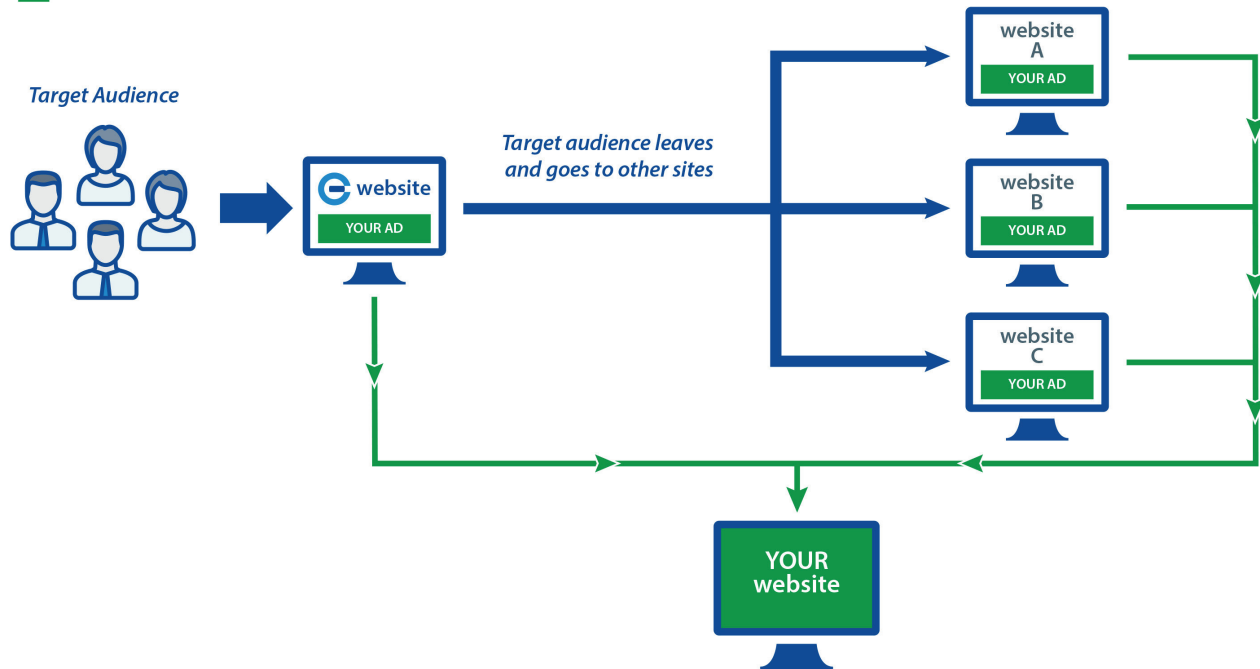 Target Audience
website
YOUR AD
Target audience leaves
and goes to other sites
website
A
YOUR AD
website
B
YOUR AD
website
C
YOUR AD
YOUR
website